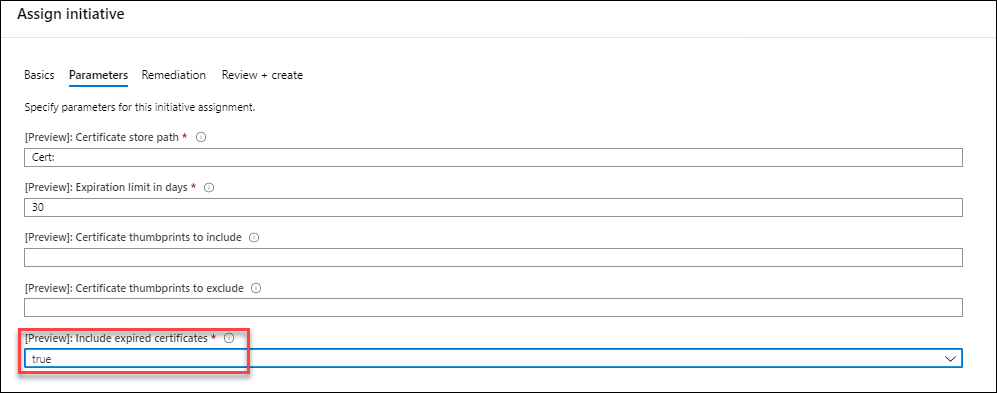 Assign initiative
Basics Parameters Remediation Review + create
Specify parameters for this initiative assignment.
[Preview]: Certificate store path *
Cert:
[Preview]: Expiration limit in days *
30
[Preview]: Certificate thumbprints to include
[Preview]: Certificate thumbprints to exclude
[Preview]: Include expired certificates *
true